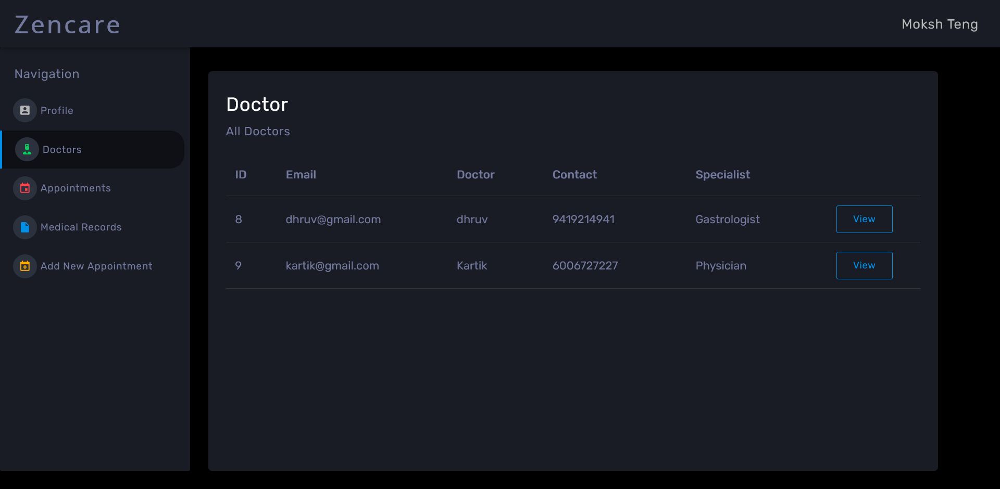 Zencare
Moksh Teng
Navigation
Profile
Doctors
Appointments
Medical Records
Add New Appointment
Doctor
All Doctors
ID Email Doctor Contact Specialist
8 dhruv@gmail.com dhruv 9419214941 Gastrologist View
9 kartik@gmail.com Kartik 6006727227 Physician View